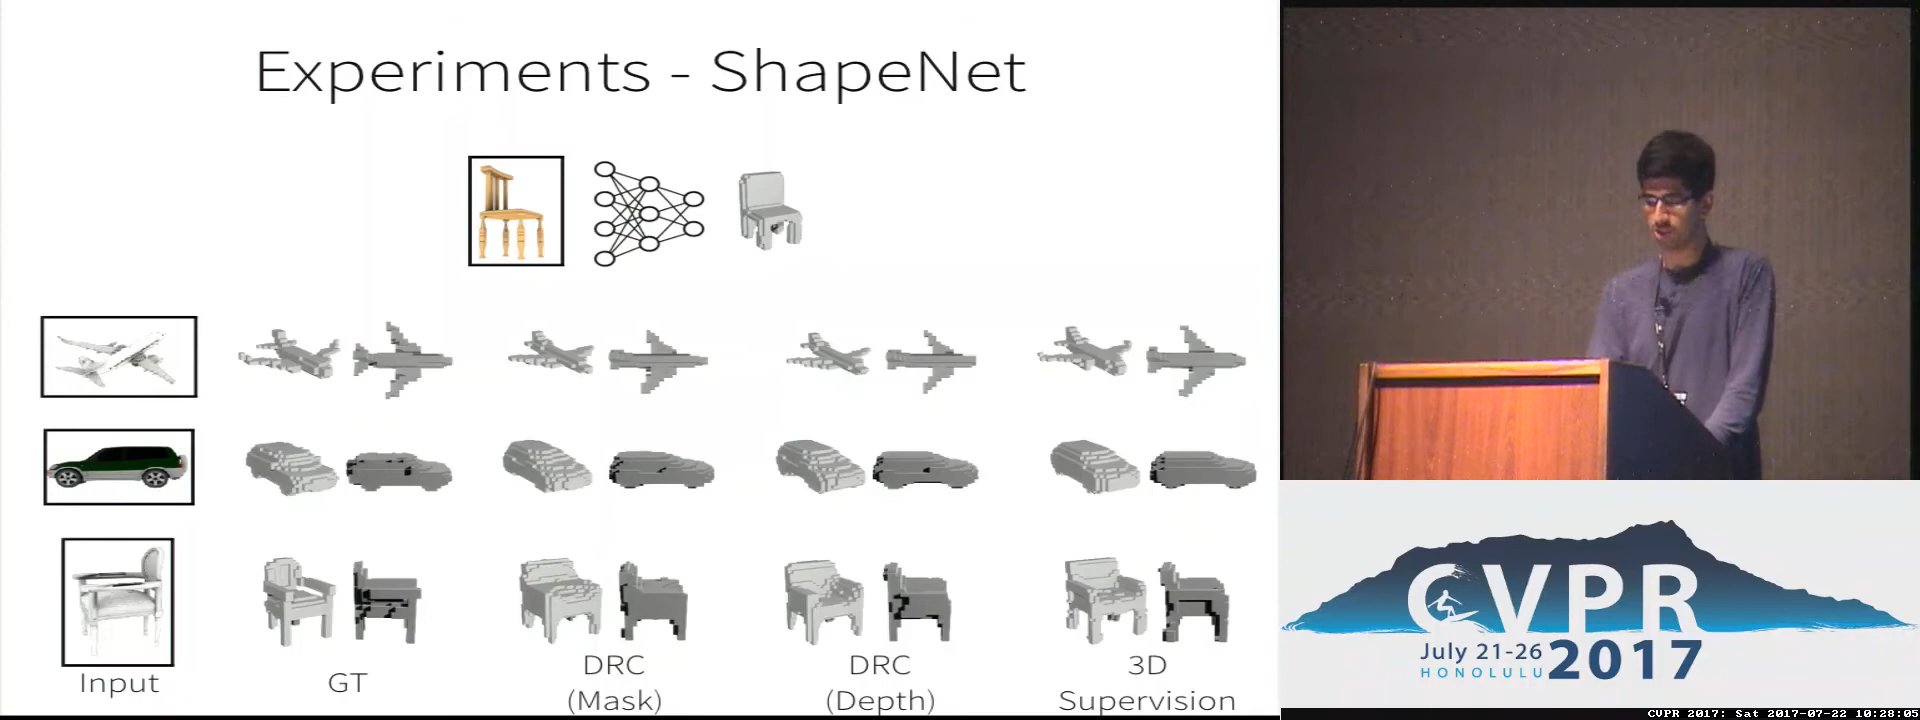 Experiments - ShapeNet
Input
GT
DRC
(Mask)
DRC
(Depth)
3D
Supervision
CVPR
July 21-26
HONOLULU
2017
CVPR 2017: Sat 2017-07-22 10:28:05